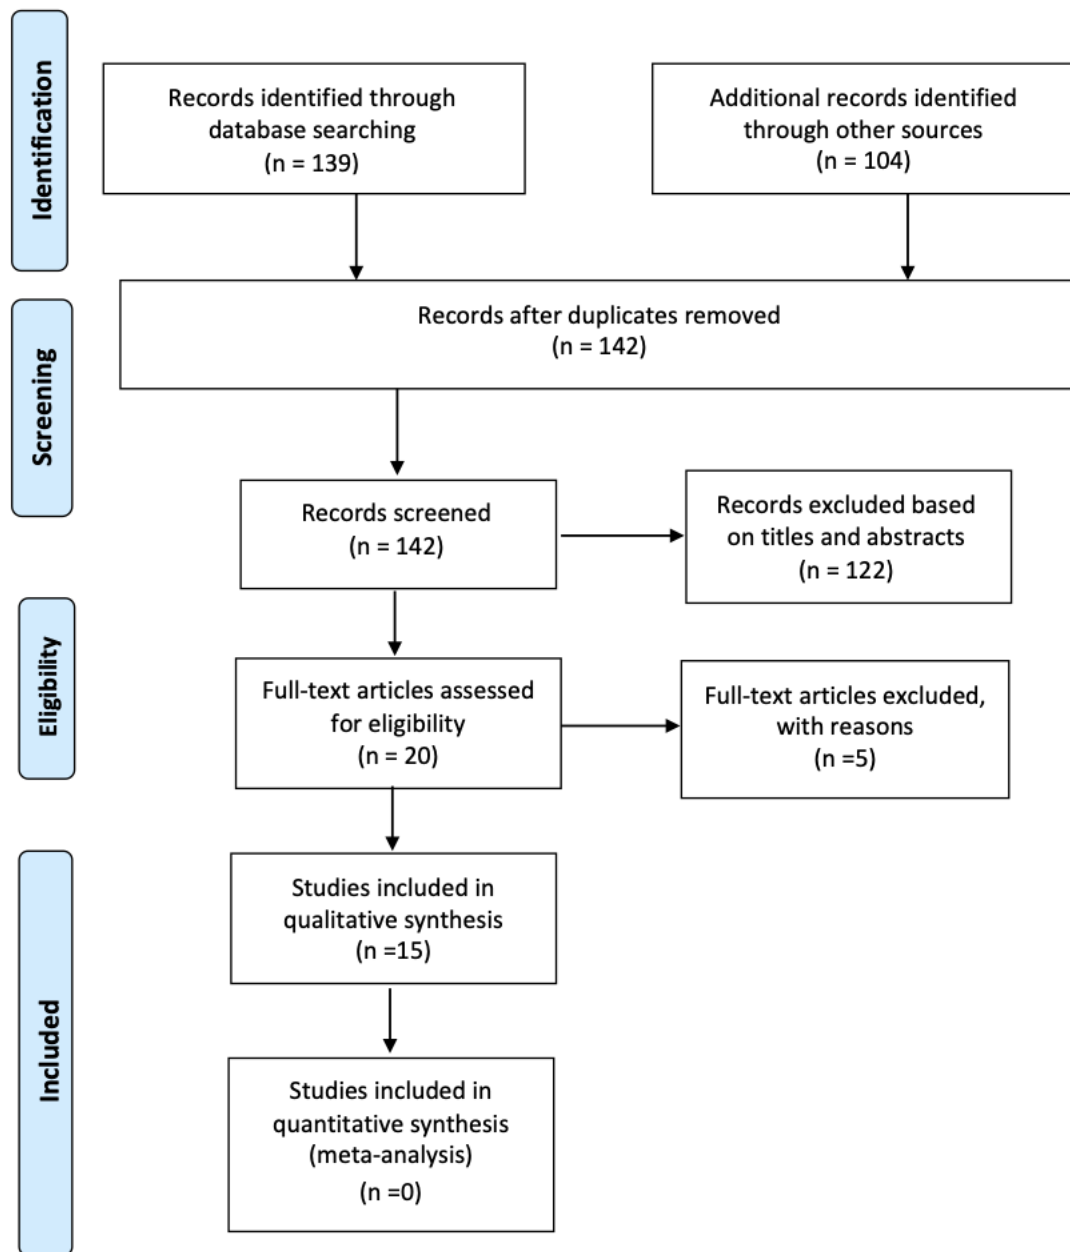 Identification
Records identified through
database searching
(n = 139)
Additional records identified
through other sources
(n = 104)
Screening
Records after duplicates removed
(n = 142)
Records screened
(n = 142)
Records excluded based
on titles and abstracts
(n = 122)
Eligibility
Full-text articles assessed
for eligibility
(n = 20)
Full-text articles excluded,
with reasons
(n =5)
Included
Studies included in
qualitative synthesis
(n =15)
Studies included in
quantitative synthesis
(meta-analysis)
(n =0)